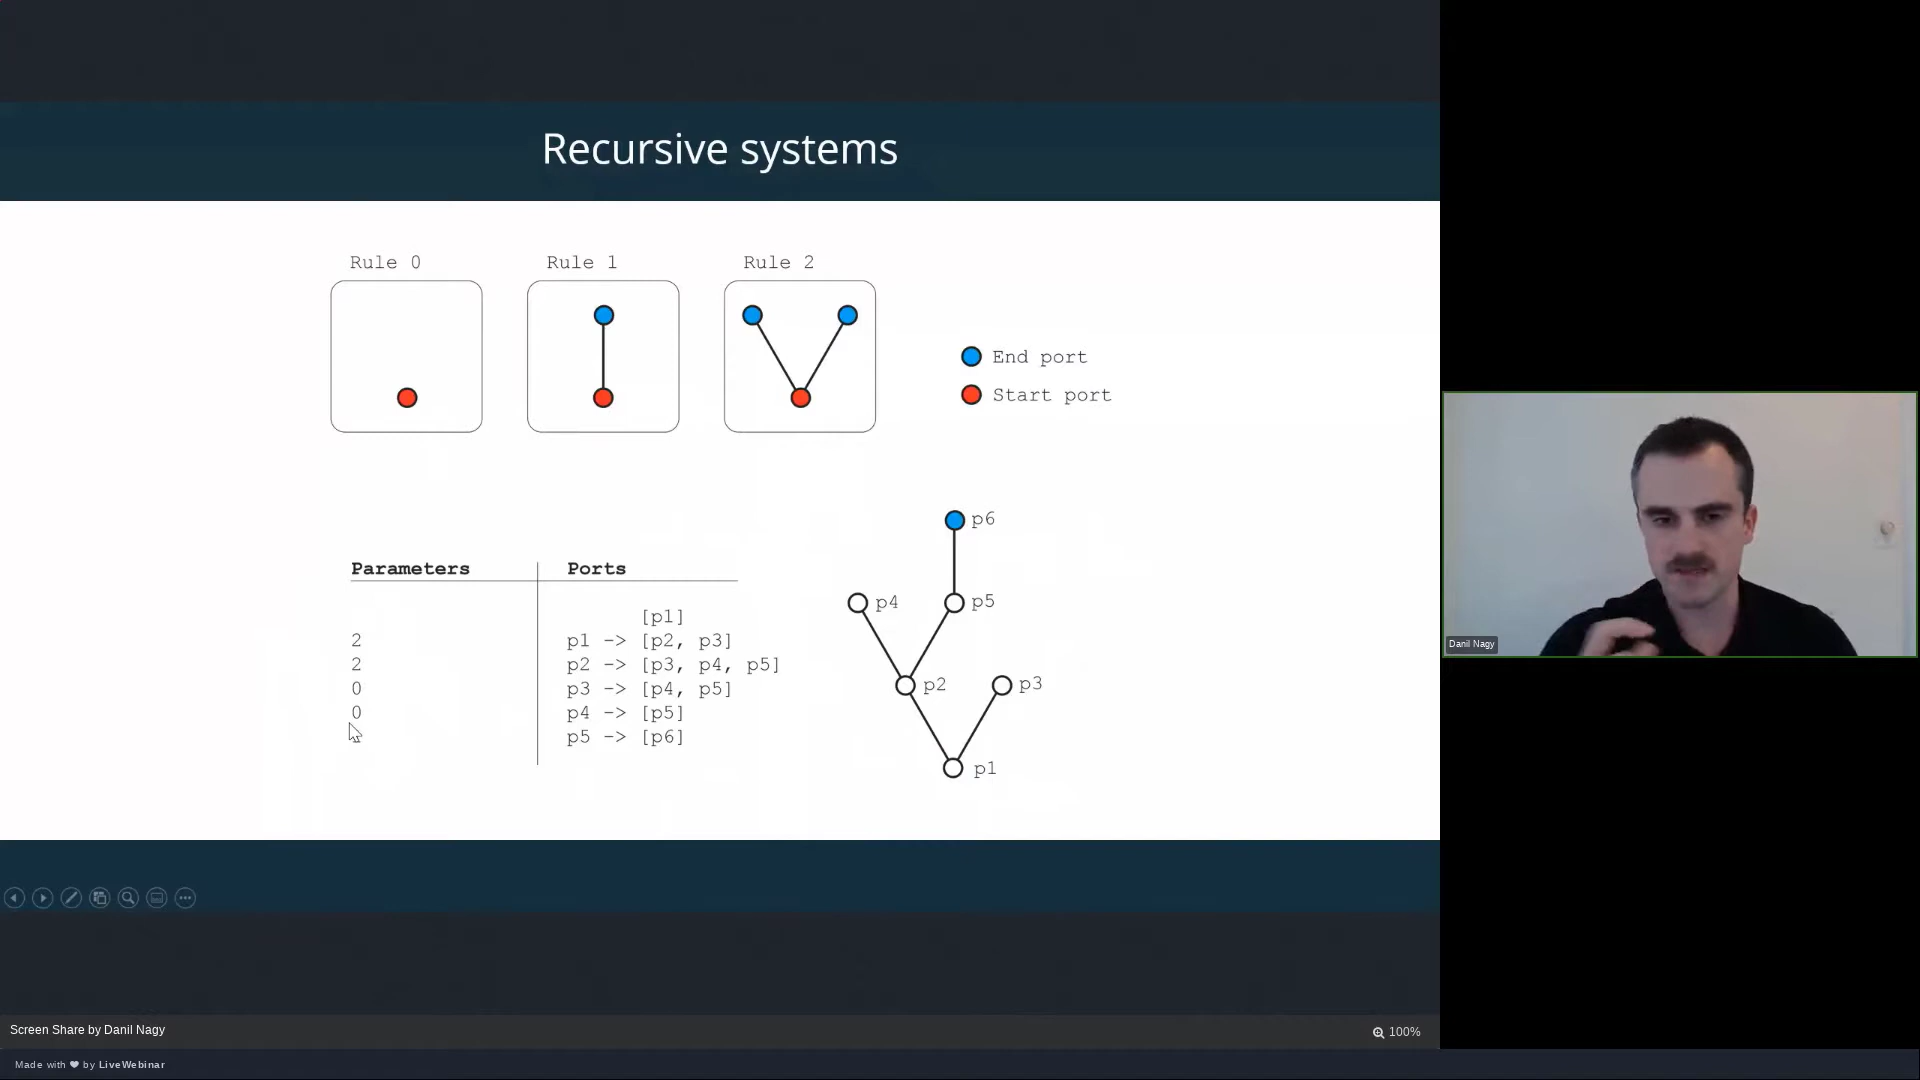 Recursive systems
Rule 0
Rule 1
Rule 2
End port
Start port
Parameters
Ports
[p1]
2
p1 -> [p2, p3]
2
p2 -> [p3, p4, p5]
0
p3 -> [p4, p5]
0
p4 -> [p5]
p5 -> [p6]
p6
p4
p5
p2
p3
p1
Danil Nagy
Screen Share by Danil Nagy
100%
Made with ❤ by LiveWebinar